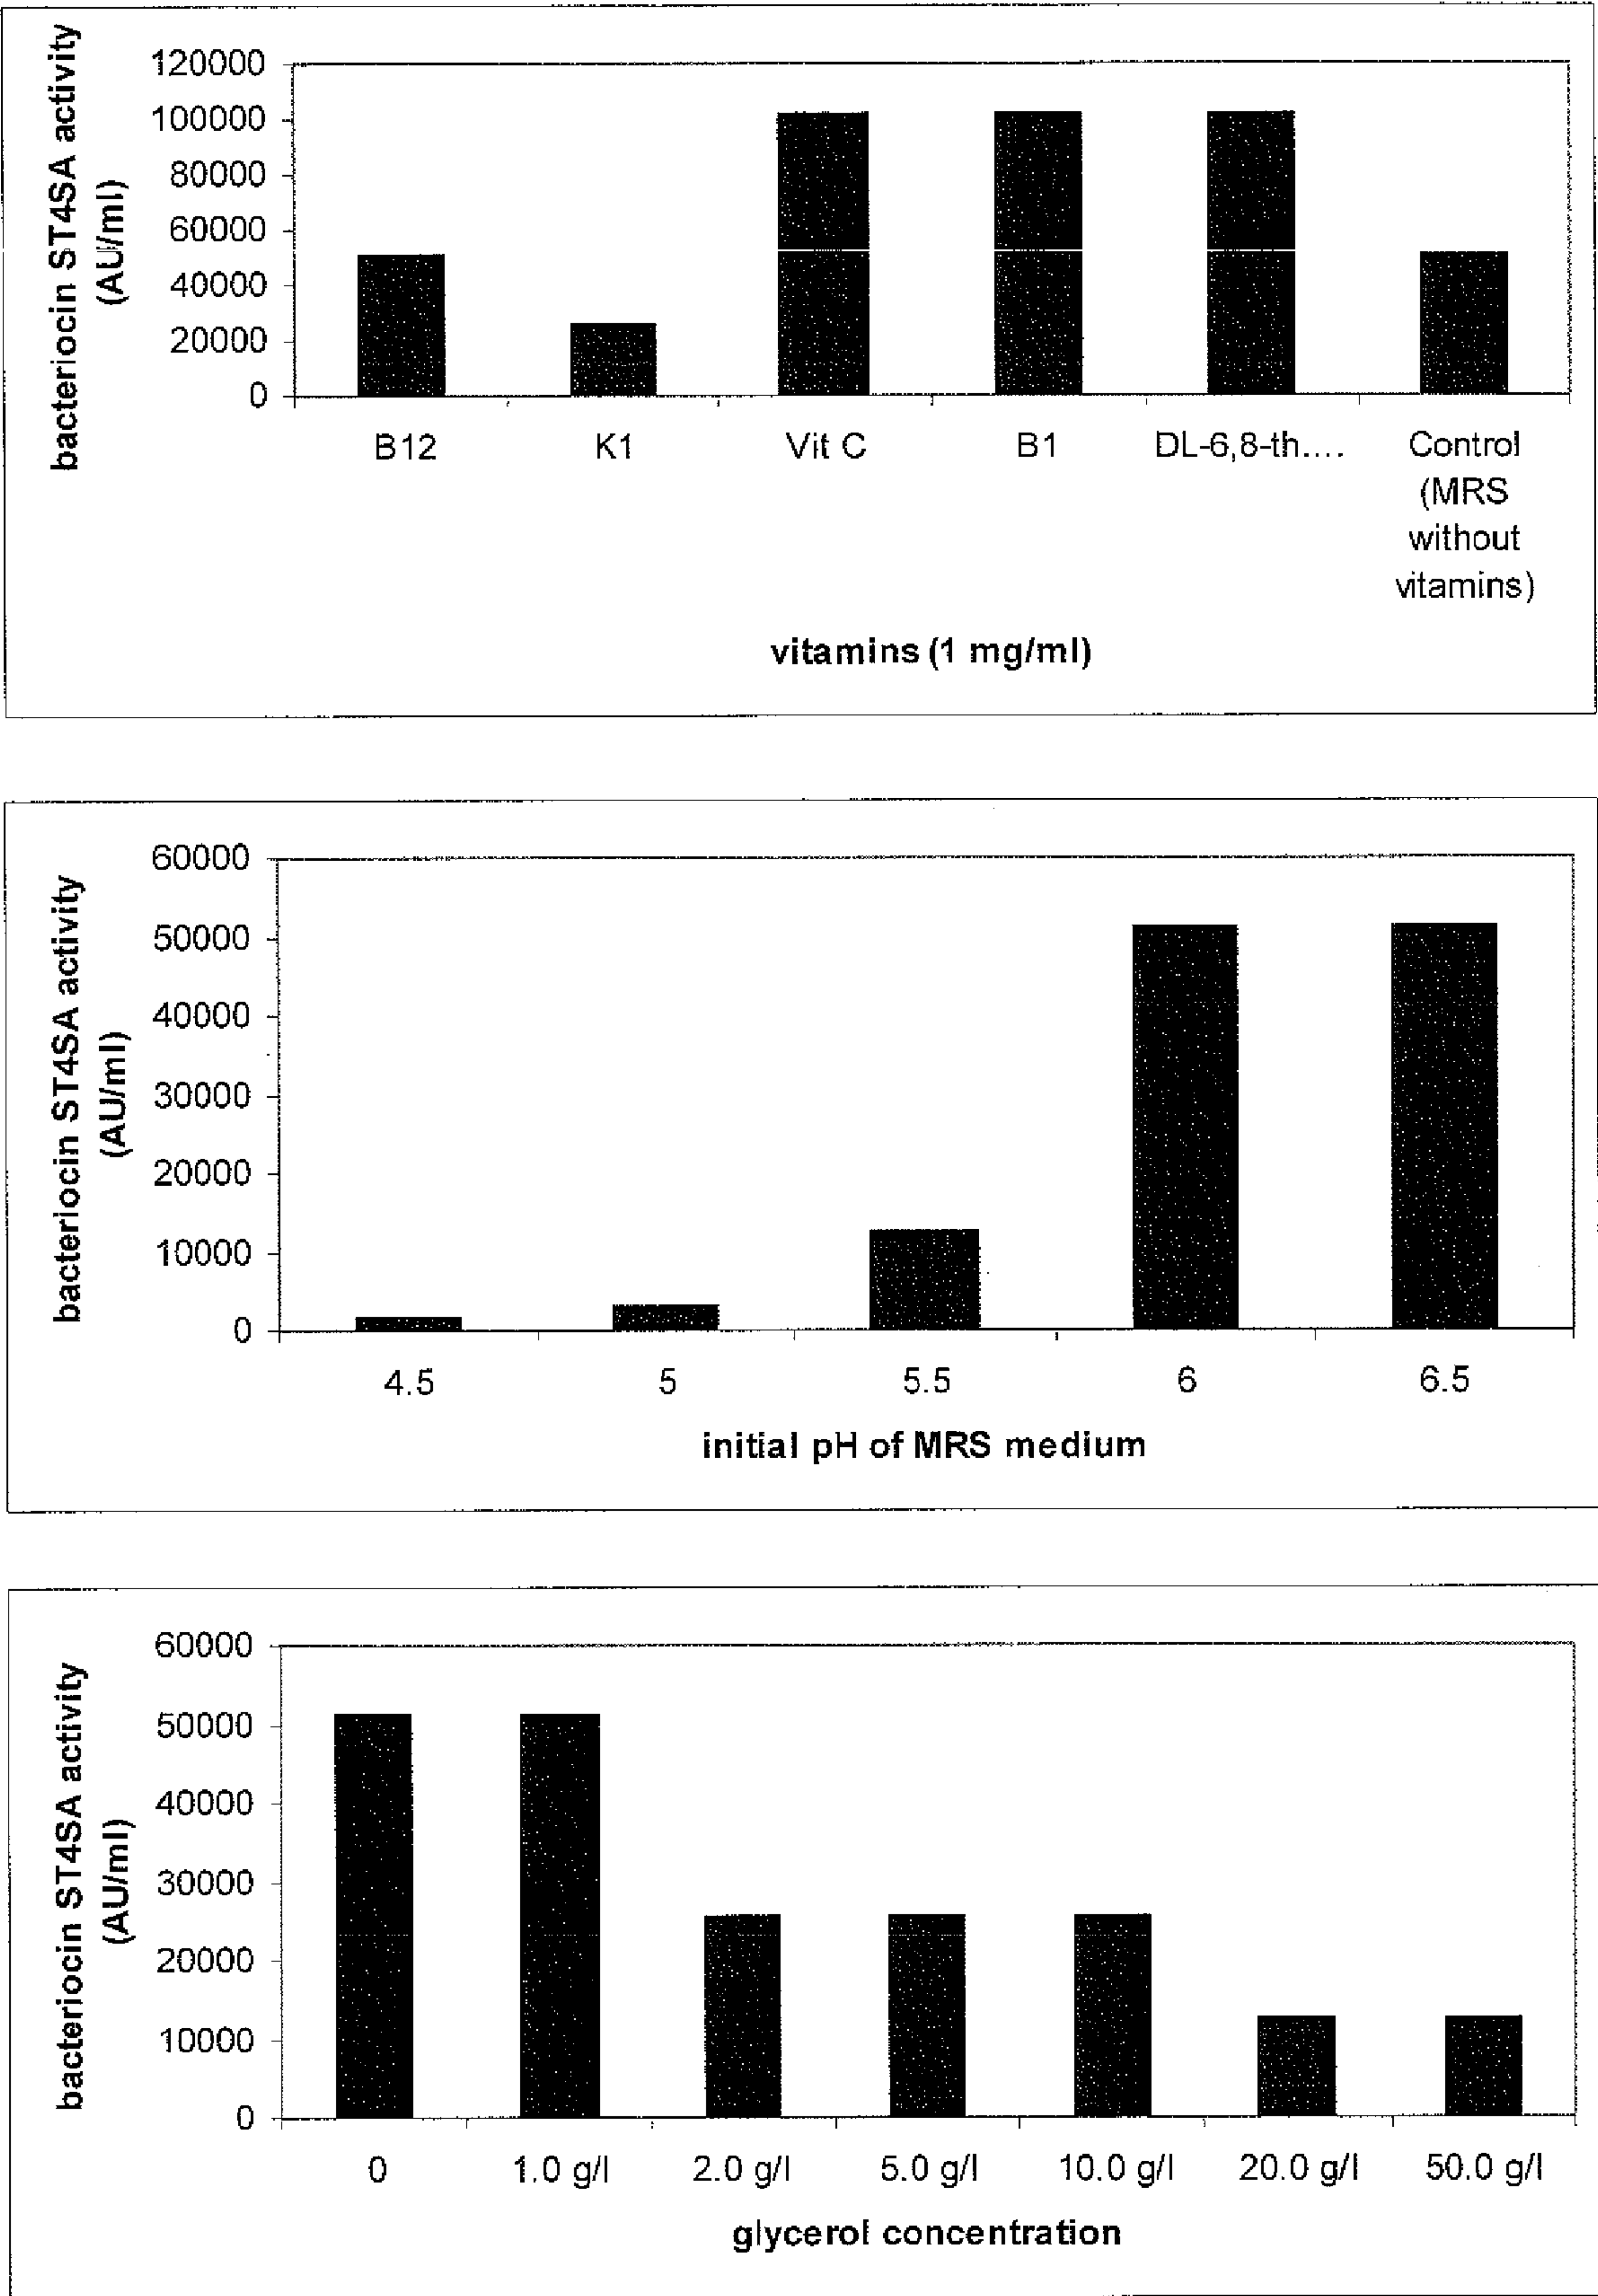 bacteriocin ST4SA activity
(AU/ml)
120000
100000
80000
60000
40000
20000
0
B12
K1
Vit C
B1
DL-6,8-th....
Control
(MRS
without
vitamins)
vitamins (1 mg/ml)
bacteriocin ST4SA activity
(AU/ml)
60000
50000
40000
30000
20000
10000
0
4.5
5
5.5
6
6.5
initial pH of MRS medium
bacteriocin ST4SA activity
(AU/ml)
60000
50000
40000
30000
20000
10000
0
0
1.0 g/l
2.0 g/l
5.0 g/l
10.0 g/l
20.0 g/l
50.0 g/l
glycerol concentration